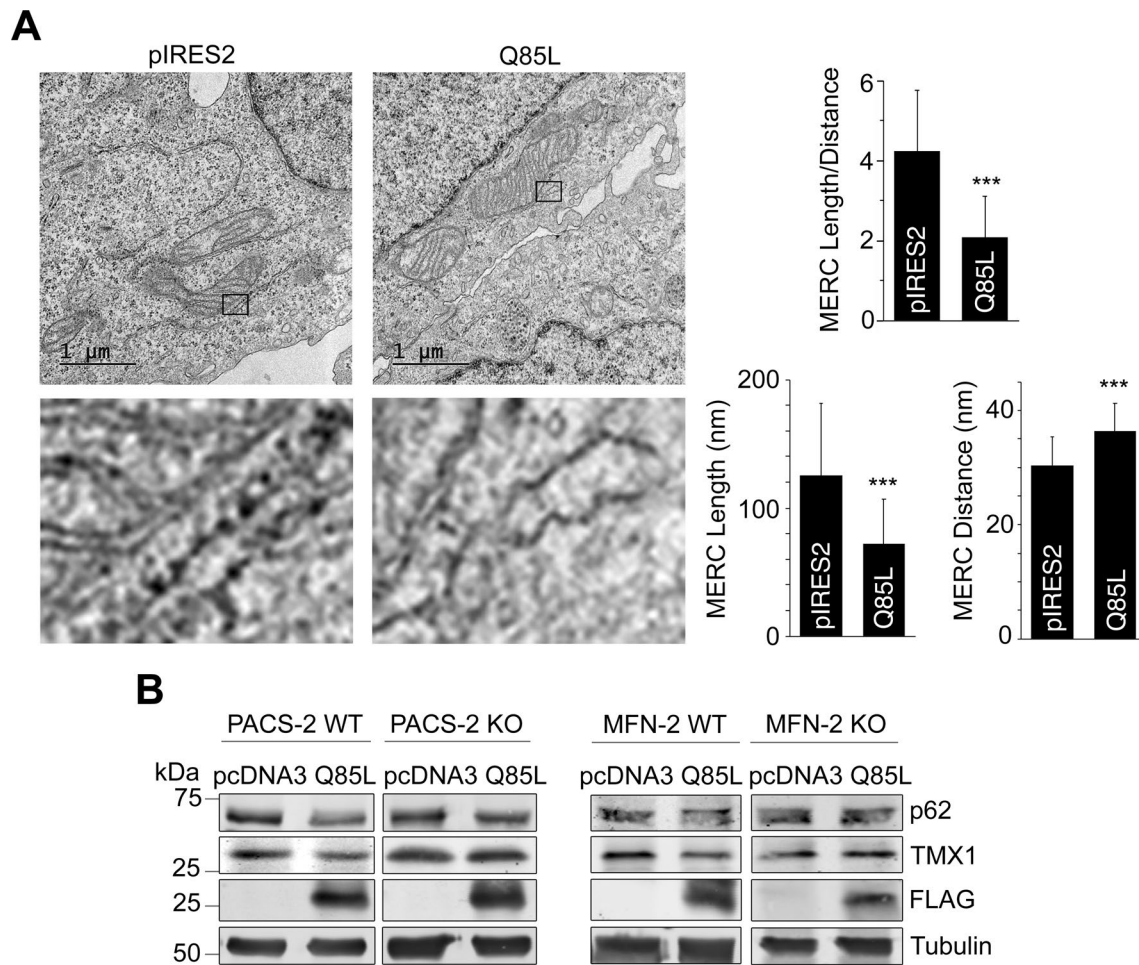 A
pIRES2
Q85L
1 μm
1 μm
MERC Length/Distance
6
4
2
0
***
pIRES2
Q85L
MERC Length (nm)
200
100
0
***
pIRES2
Q85L
MERC Distance (nm)
40
20
0
***
pIRES2
Q85L
B
PACS-2 WT
PACS-2 KO
MFN-2 WT
MFN-2 KO
kDa
pcDNA3 Q85L
pcDNA3 Q85L
pcDNA3 Q85L
pcDNA3 Q85L
75
p62
25
TMX1
25
FLAG
50
Tubulin